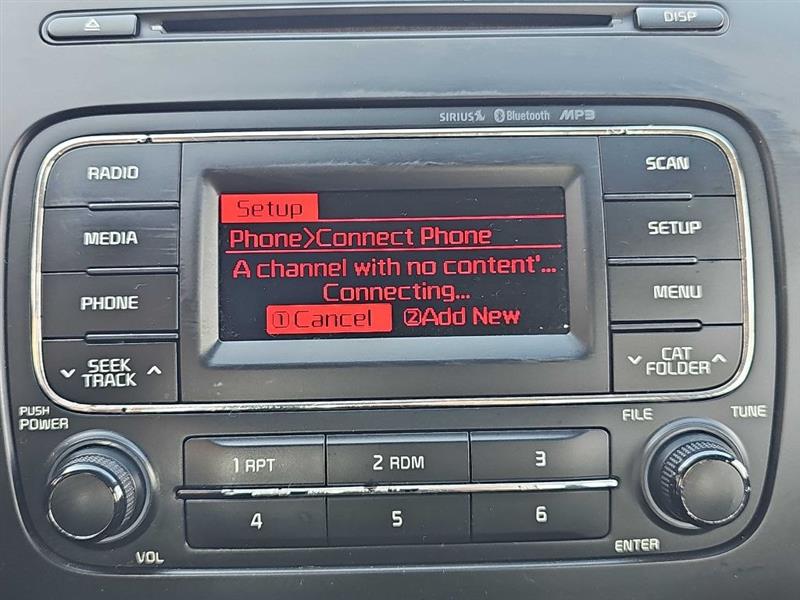 DISP
SIRIUS Bluetooth MP3
RADIO
SCAN
Setup
MEDIA
Phone>Connect Phone
SETUP
A channel with no content'...
PHONE
Connecting...
MENU
1Cancel 2Add New
SEEK
TRACK
CAT
FOLDER
PUSH
POWER
FILE
TUNE
1 RPT
2 RDM
3
4
5
6
VOL
ENTER